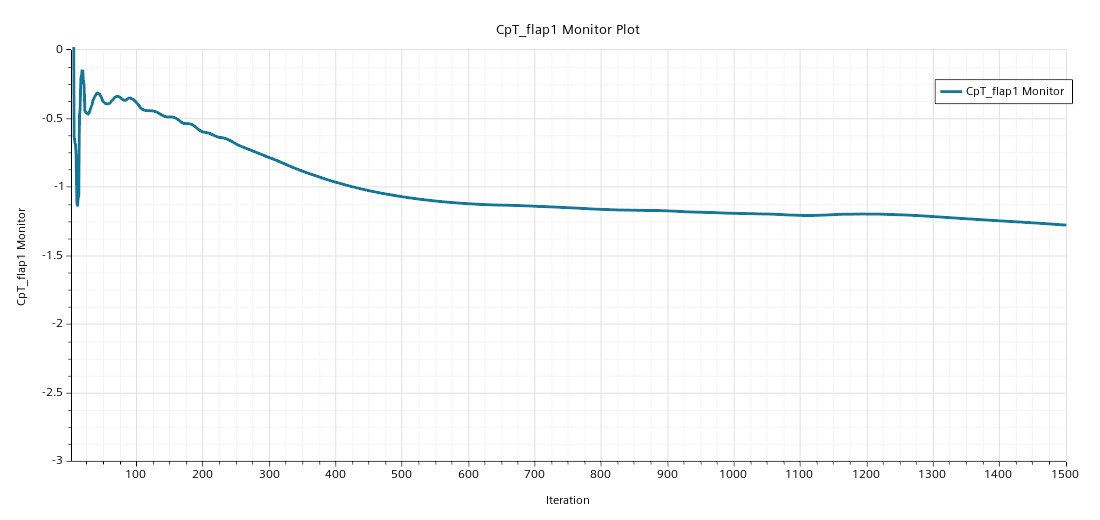 CpT_flap1 Monitor Plot
CpT_flap1 Monitor
CpT_flap1 Monitor
0
-0.5
-1
-1.5
-2
-2.5
-3
100 200 300 400 500 600 700 800 900 1000 1100 1200 1300 1400 1500
Iteration